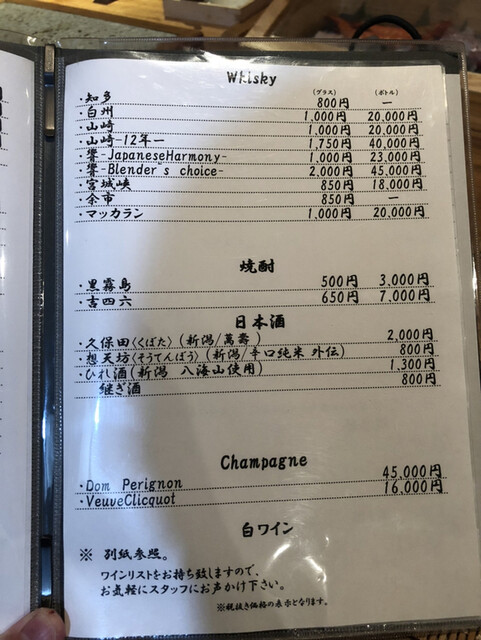 Whisky
(グラス) (ボトル)
・知多 800円 ―
・白州 1,000円 20,000円
・山崎 1,000円 20,000円
・山崎-12年ー 1,750円 40,000円
・響-JapaneseHarmony- 1,000円 23,000円
・響-Blender s choice- 2,000円 45,000円
・宮城峡 850円 18,000円
・余市 850円 ―
・マッカラン 1,000円 20,000円
焼酎
・黒霧島 500円 3,000円
・吉四六 650円 7,000円
日本酒
・久保田〈くぼた〉(新潟/萬壽) 2,000円
・想天坊〈そうてんぼう〉(新潟/辛口純米 外伝) 800円
・ひれ酒(新潟 八海山使用) 1,300円
継ぎ酒 800円
Champagne
・Dom Perignon 45,000円
・VeuveClicquot 16,000円
白ワイン
※ 別紙参照。
ワインリストをお持ち致しますので、
お気軽にスタッフにお声かけ下さい。
※税抜き価格の表示となります。